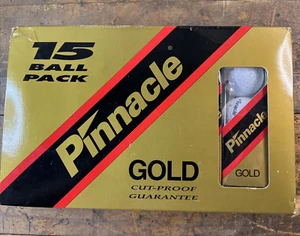 15
BALL
PACK
Pinnacle
GOLD
CUT-PROOF
GUARANTEE
Pinnacle
GOLD